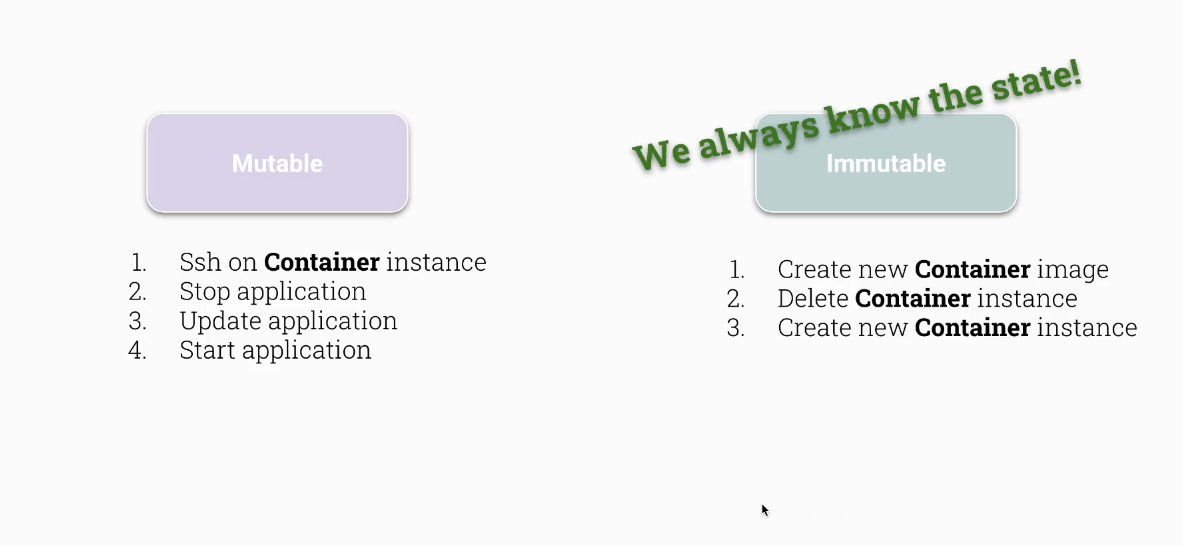 Mutable
1. Ssh on Container instance
2. Stop application
3. Update application
4. Start application
We always know the state!
Immutable
1. Create new Container image
2. Delete Container instance
3. Create new Container instance